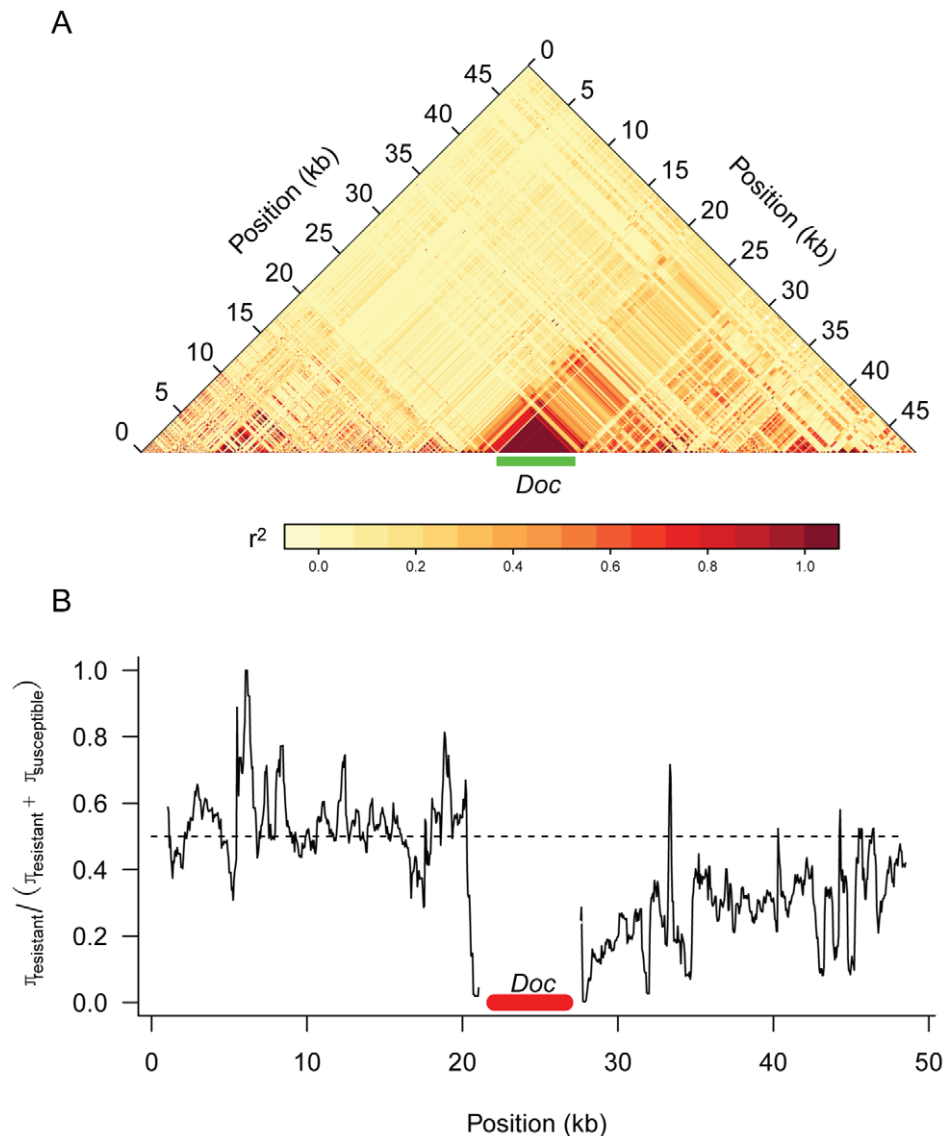 A
0
5
10
15
20
25
30
35
40
45
Position (kb)
0
5
10
15
20
25
30
35
40
45
Position (kb)
Doc
r²
0.0 0.2 0.4 0.6 0.8 1.0
B
π resistant / ( π resistant + π susceptible)
1.0
0.8
0.6
0.4
0.2
0.0
Doc
0 10 20 30 40 50
Position (kb)